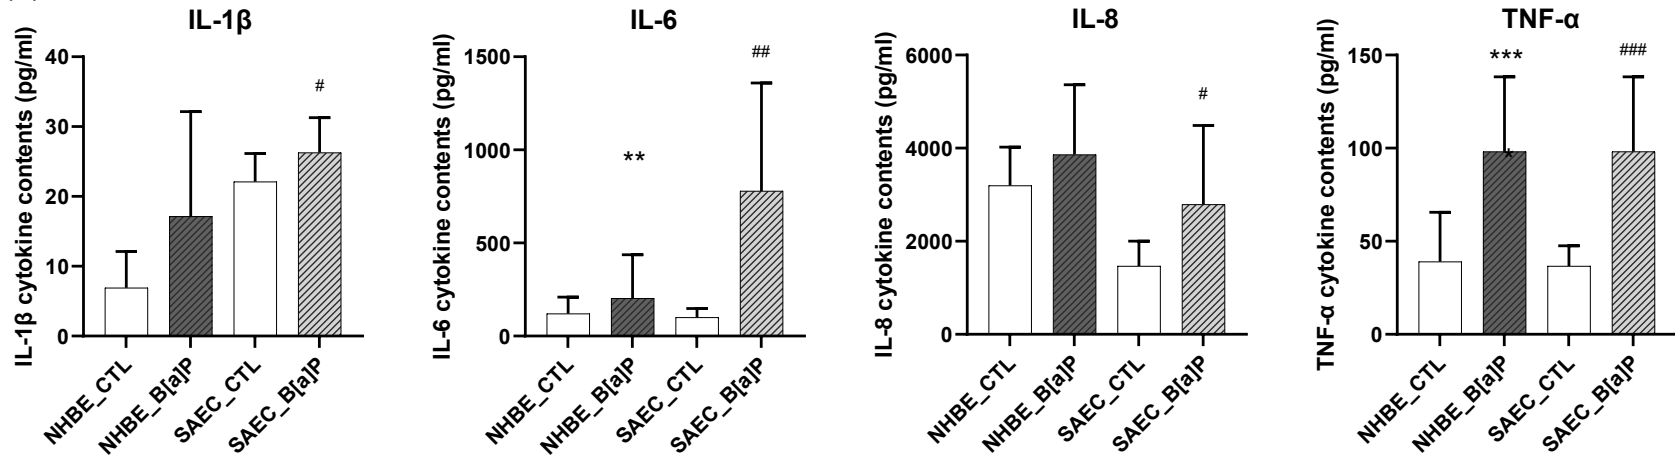 IL-1β
IL-1β cytokine contents (pg/ml)
40
30
20
10
0
#
NHBE_CTL
NHBE_B[a]P
SAEC_CTL
SAEC_B[a]P
IL-6
IL-6 cytokine contents (pg/ml)
1500
1000
500
0
**
##
NHBE_CTL
NHBE_B[a]P
SAEC_CTL
SAEC_B[a]P
IL-8
IL-8 cytokine contents (pg/ml)
6000
4000
2000
0
#
NHBE_CTL
NHBE_B[a]P
SAEC_CTL
SAEC_B[a]P
TNF-α
TNF-α cytokine contents (pg/ml)
150
100
50
0
***
*
###
NHBE_CTL
NHBE_B[a]P
SAEC_CTL
SAEC_B[a]P